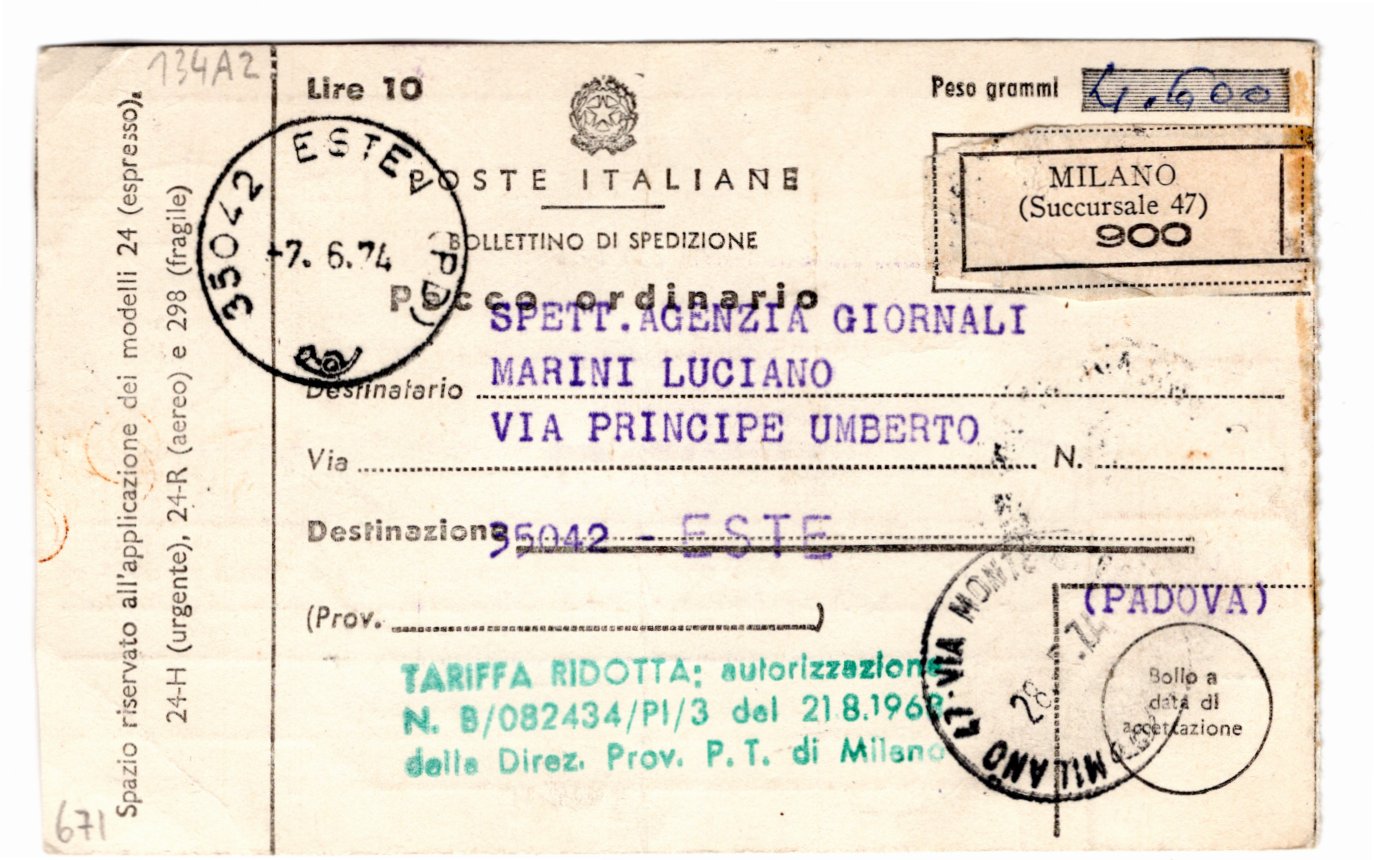 134A2
Lire 10
Peso grammi 4.600
POSTE ITALIANE
BOLLETTINO DI SPEDIZIONE
Pacco ordinario
MILANO
(Succursale 47)
900
35042 ESTE (PD)
-7. 6.74
SPETT.AGENZIA GIORNALI
Destinatario MARINI LUCIANO
VIA PRINCIPE UMBERTO
Via N.
Destinazione 35042 - ESTE
(PADOVA)
(Prov. )
TARIFFA RIDOTTA: autorizzazione
N. B/082434/PI/3 del 21.8.1968
della Direz. Prov. P.T. di Milano
MILANO 47-VIA MONTE
28 .74
Bollo a
data di
accettazione
Spazio riservato all'applicazione dei modelli 24 (espresso),
24-H (urgente), 24-R (aereo) e 298 (fragile)
671